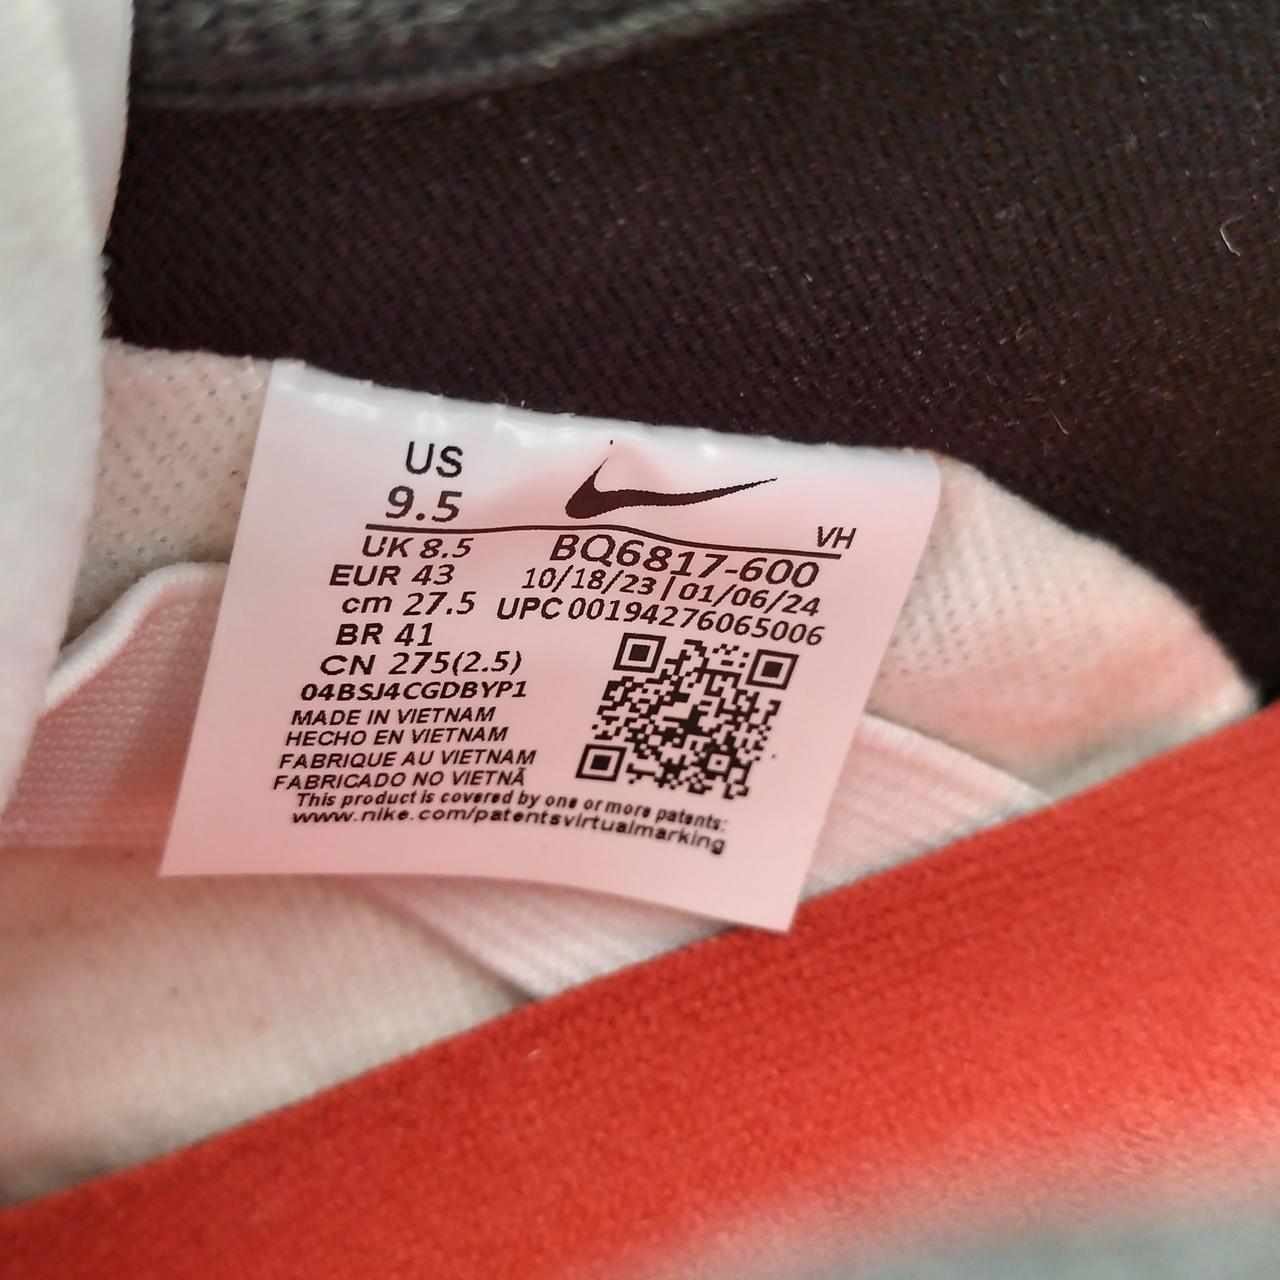 US
9.5
VH
UK 8.5
BQ6817-600
EUR 43
10/18/23 | 01/06/24
cm 27.5
UPC 00194276065006
BR 41
CN 275(2.5)
04BSJ4CGDBYP1
MADE IN VIETNAM
HECHO EN VIETNAM
FABRIQUE AU VIETNAM
FABRICADO NO VIETNÃ
This product is covered by one or more patents:
www.nike.com/patentsvirtualmarking